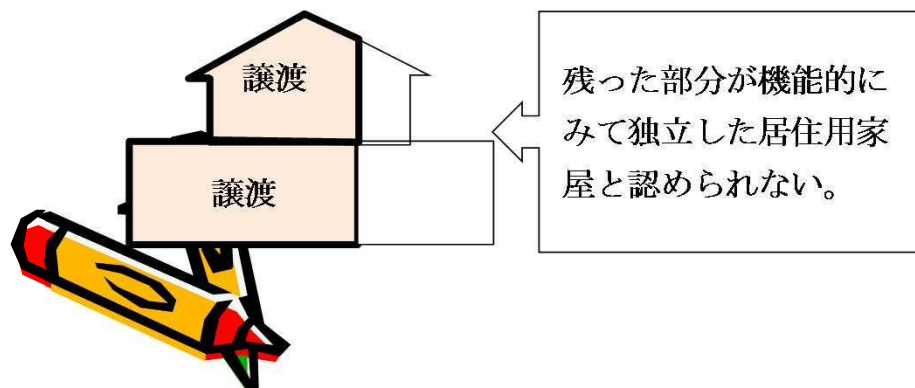 譲渡
譲渡
残った部分が機能的に
みて独立した居住用家
屋と認められない。